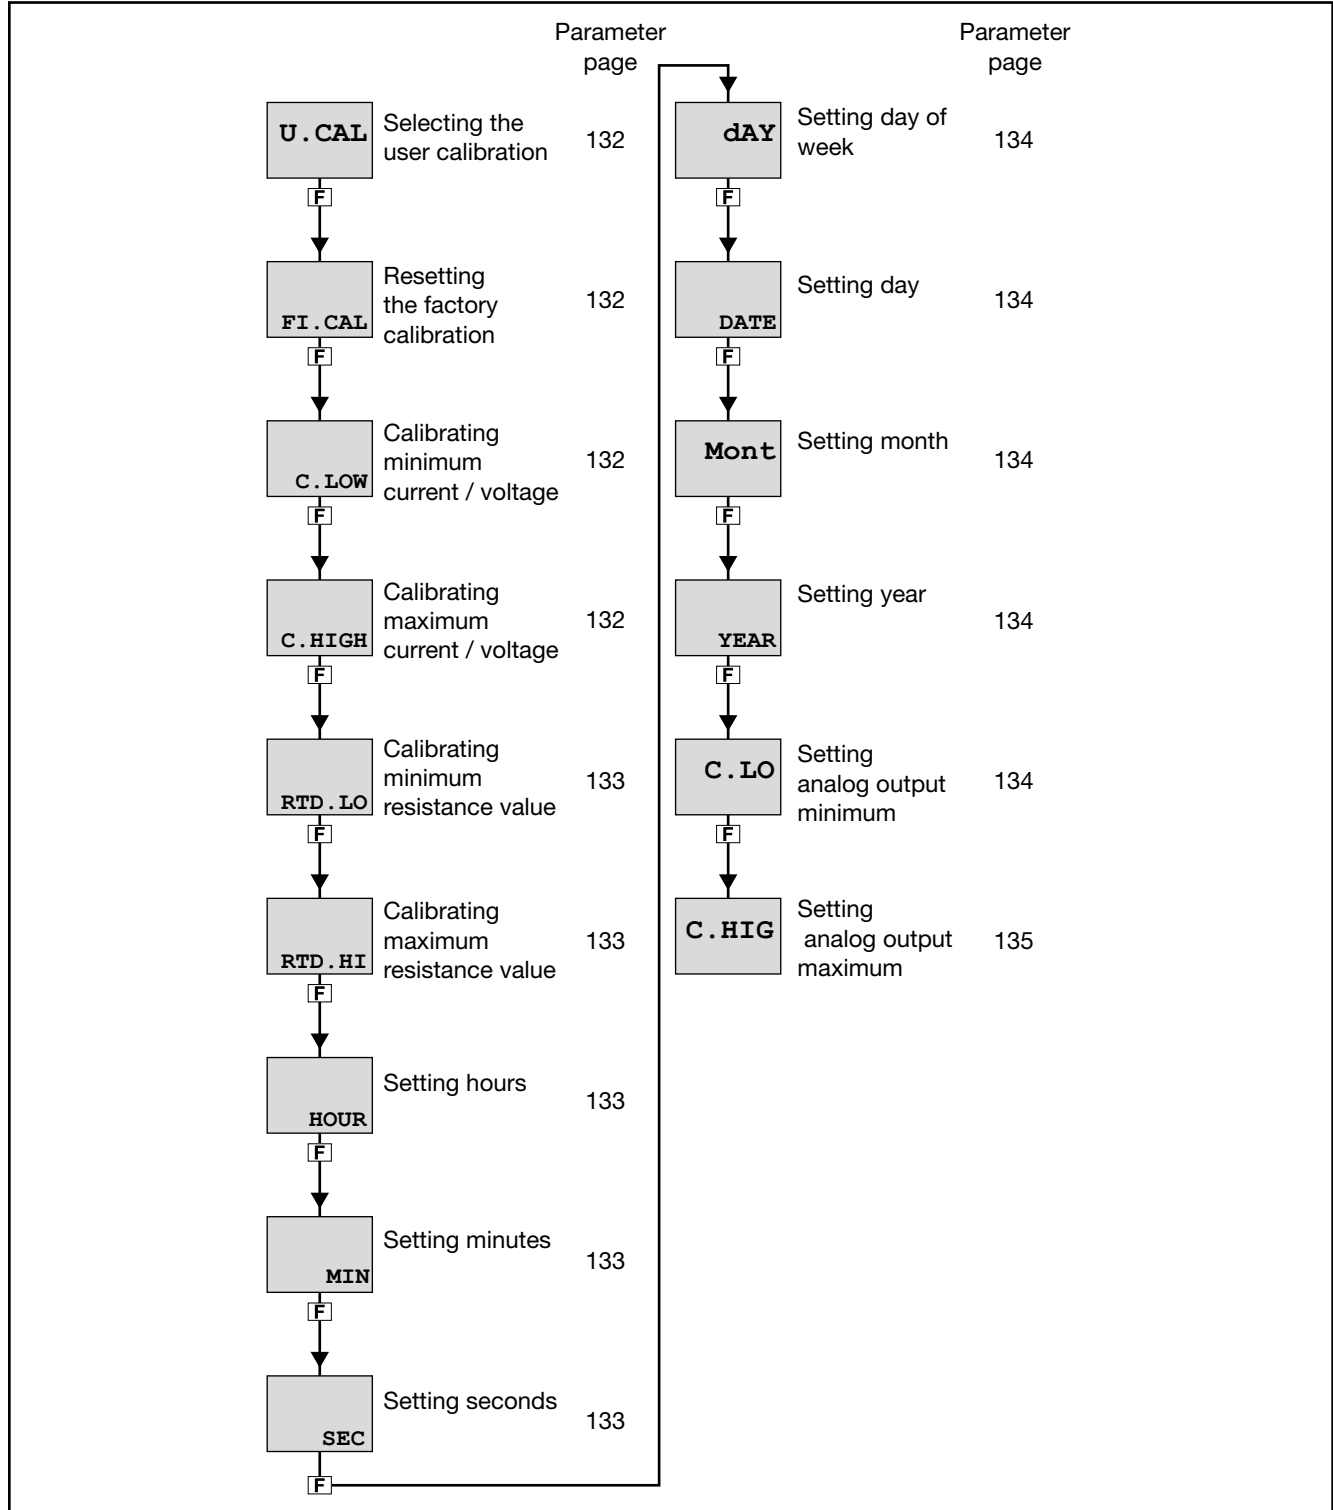 Parameter
page
U.CAL
Selecting the
user calibration
132
F
FI.CAL
Resetting
the factory
calibration
132
F
C.LOW
Calibrating
minimum
current / voltage
132
F
C.HIGH
Calibrating
maximum
current / voltage
132
F
RTD.LO
Calibrating
minimum
resistance value
133
F
RTD.HI
Calibrating
maximum
resistance value
133
F
HOUR
Setting hours
133
F
MIN
Setting minutes
133
F
SEC
Setting seconds
133
F
Parameter
page
dAY
Setting day of
week
134
F
DATE
Setting day
134
F
Mont
Setting month
134
F
YEAR
Setting year
134
F
C.LO
Setting
analog output
minimum
134
F
C.HIG
Setting
analog output
maximum
135